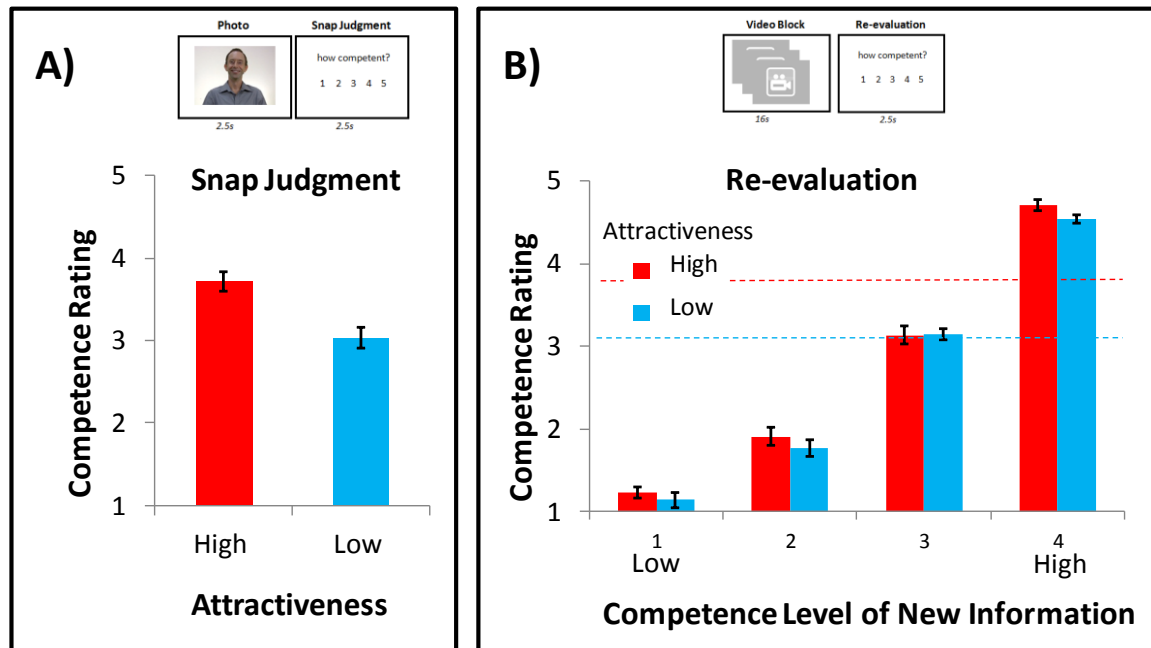 A)
Photo
Snap Judgment
how competent?
1 2 3 4 5
2.5s
2.5s
Snap Judgment
Competence Rating
5
4
3
2
1
High
Low
Attractiveness
B)
Video Block
Re-evaluation
how competent?
1 2 3 4 5
16s
2.5s
Re-evaluation
Attractiveness
High
Low
Competence Rating
5
4
3
2
1
1
2
3
4
Low
High
Competence Level of New Information